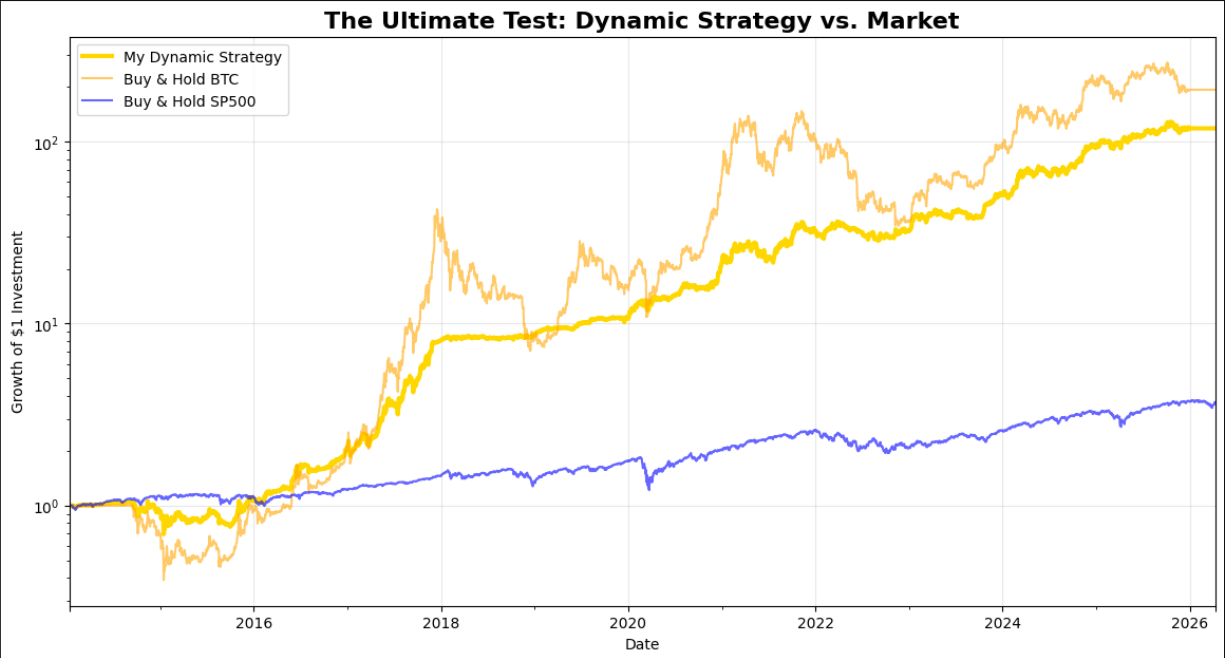 The Ultimate Test: Dynamic Strategy vs. Market
My Dynamic Strategy
Buy & Hold BTC
Buy & Hold SP500
Growth of $1 Investment
10²
10¹
10⁰
2016 2018 2020 2022 2024 2026
Date